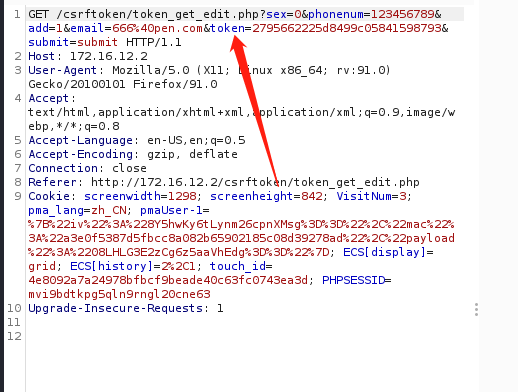 1 GET /csrftoken/token_get_edit.php?sex=0&phonenum=123456789&
add=1&email=666%40pen.com&token=2795662225d8499c05841598793&
submit=submit HTTP/1.1
2 Host: 172.16.12.2
3 User-Agent: Mozilla/5.0 (X11; Linux x86_64; rv:91.0)
Gecko/20100101 Firefox/91.0
4 Accept:
text/html,application/xhtml+xml,application/xml;q=0.9,image/w
ebp,*/*;q=0.8
5 Accept-Language: en-US,en;q=0.5
6 Accept-Encoding: gzip, deflate
7 Connection: close
8 Referer: http://172.16.12.2/csrftoken/token_get_edit.php
9 Cookie: screenwidth=1298; screenheight=842; VisitNum=3;
pma_lang=zh_CN; pmaUser-1=
%7B%22iv%22%3A%228Y5hwKy6tLynm26cpnXMsg%3D%3D%22%2C%22mac%22%
3A%22a3e0f5387d5fbcc8a082b65902185c08d39278ad%22%2C%22payload
%22%3A%2208LHLG3E2zCg6z5aaVhEdg%3D%3D%22%7D; ECS[display]=
grid; ECS[history]=2%2C1; touch_id=
4e8092a7a24978bfbcf9beade40c63fc0743ea3d; PHPSESSID=
mvi9bdtkpg5qln9rngl20cne63
10 Upgrade-Insecure-Requests: 1
11
12